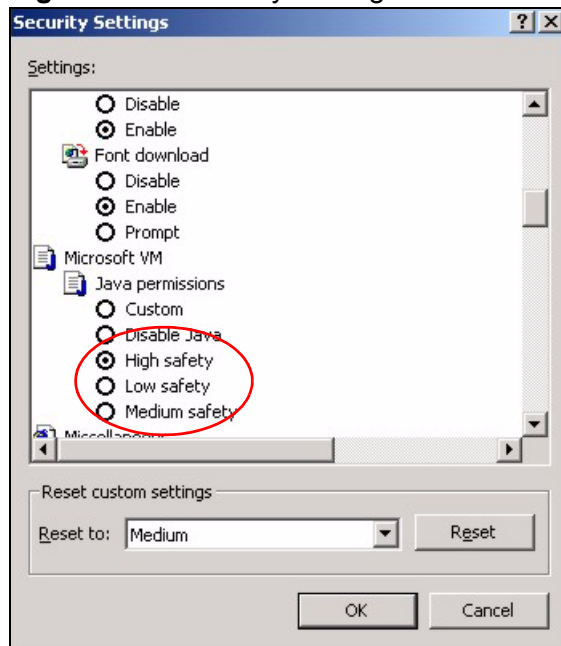 Security Settings
Settings:
Disable
Enable
Font download
Disable
Enable
Prompt
Microsoft VM
Java permissions
Custom
Disable Java
High safety
Low safety
Medium safety
Miscellaneous
Reset custom settings
Reset to: Medium Reset
OK Cancel